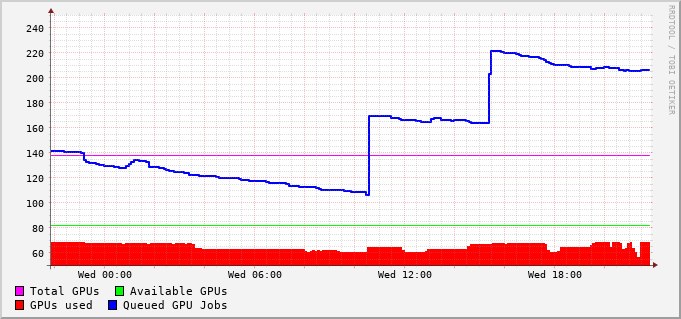 240
220
200
180
160
140
120
100
80
60
Wed 00:00 Wed 06:00 Wed 12:00 Wed 18:00
Total GPUs Available GPUs
GPUs used Queued GPU Jobs
RRDTOOL / TOBI OETIKER